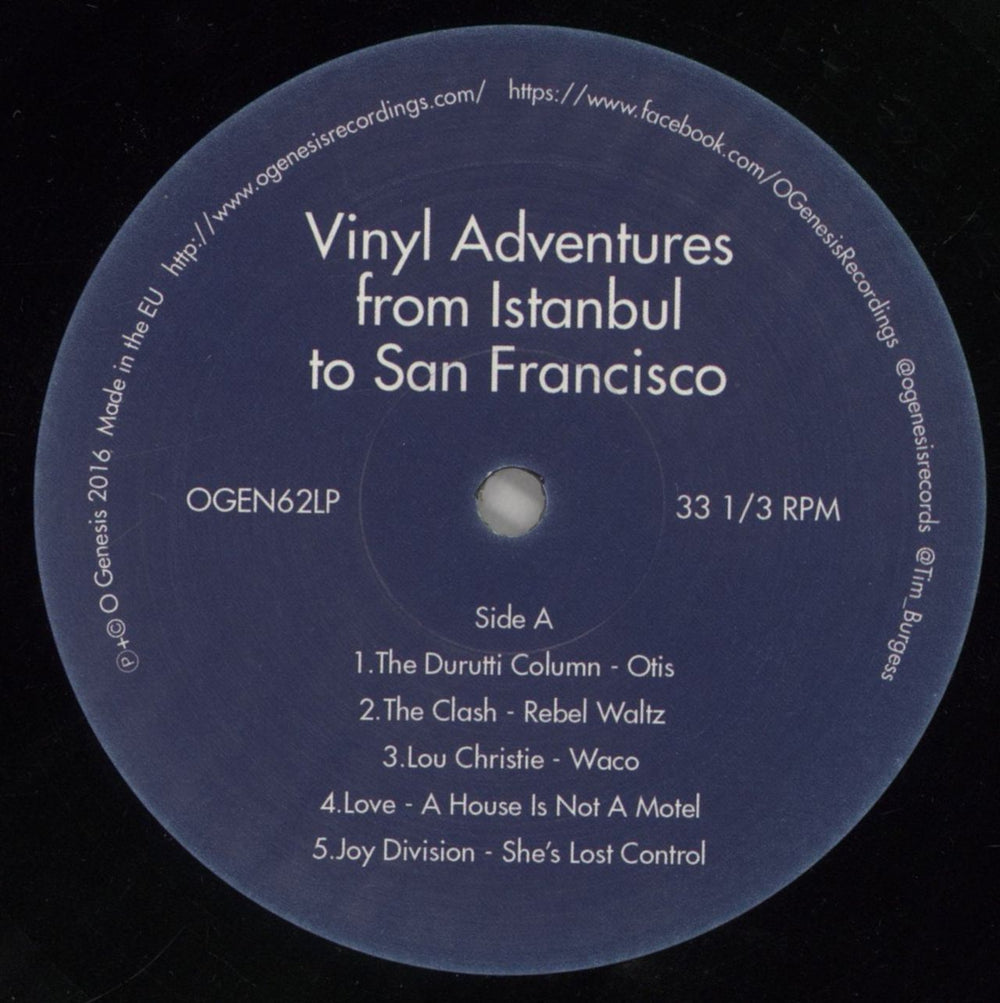 ℗+© O Genesis 2016 Made in the EU http://www.ogenesisrecordings.com/ https://www.facebook.com/OGenesisRecordings @ogenesisrecords @Tim_Burgess
Vinyl Adventures
from Istanbul
to San Francisco
OGEN62LP
33 1/3 RPM
Side A
1.The Durutti Column - Otis
2.The Clash - Rebel Waltz
3.Lou Christie - Waco
4.Love - A House Is Not A Motel
5.Joy Division - She's Lost Control